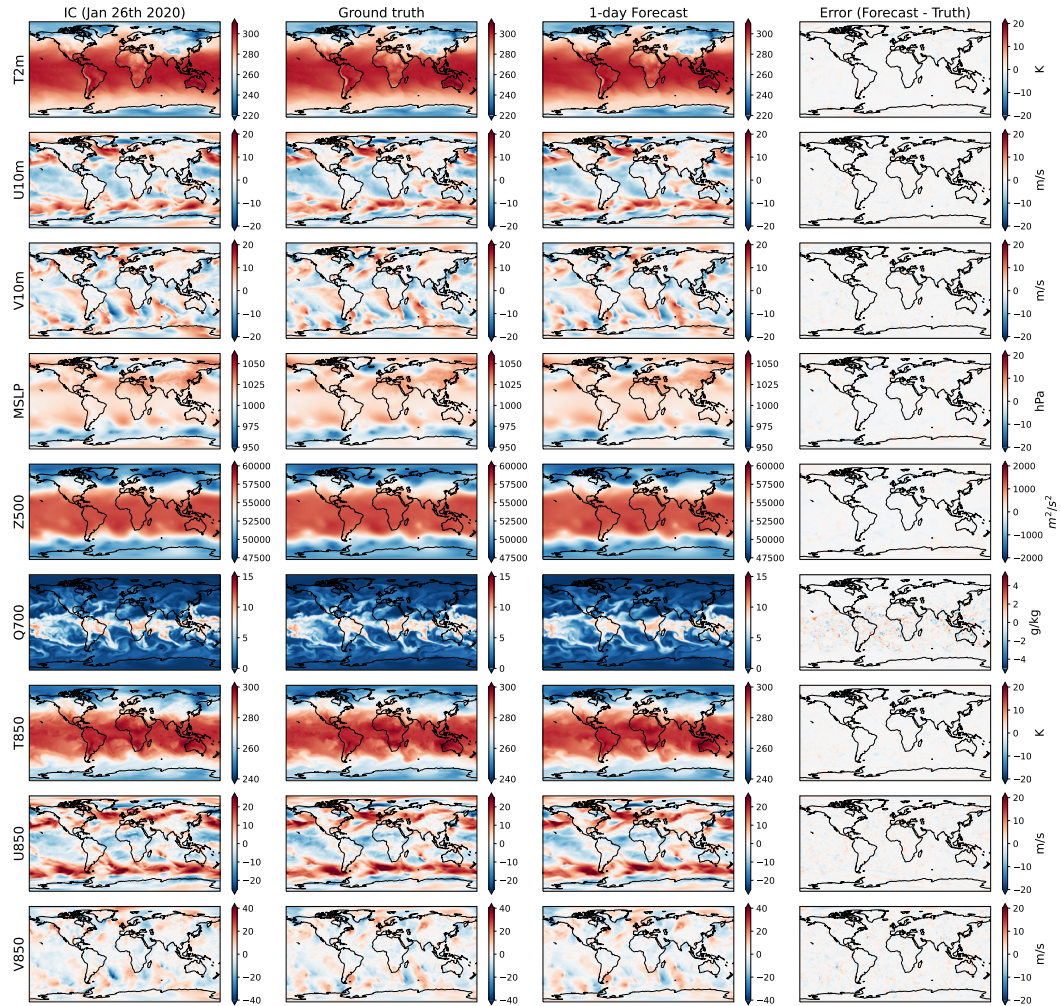 IC (Jan 26th 2020) Ground truth 1-day Forecast Error (Forecast - Truth)
T2m
300 280 260 240 220
300 280 260 240 220
300 280 260 240 220
20 10 0 −10 −20
K
U10m
20 10 0 −10 −20
20 10 0 −10 −20
20 10 0 −10 −20
20 10 0 −10 −20
m/s
V10m
20 10 0 −10 −20
20 10 0 −10 −20
20 10 0 −10 −20
20 10 0 −10 −20
m/s
MSLP
1050 1025 1000 975 950
1050 1025 1000 975 950
1050 1025 1000 975 950
20 10 0 −10 −20
hPa
Z500
60000 57500 55000 52500 50000 47500
60000 57500 55000 52500 50000 47500
60000 57500 55000 52500 50000 47500
2000 1000 0 −1000 −2000
m²/s²
Q700
15 10 5 0
15 10 5 0
15 10 5 0
4 2 0 −2 −4
g/kg
T850
300 280 260 240
300 280 260 240
300 280 260 240
20 10 0 −10 −20
K
U850
20 10 0 −10 −20
20 10 0 −10 −20
20 10 0 −10 −20
20 10 0 −10 −20
m/s
V850
40 20 0 −20 −40
40 20 0 −20 −40
40 20 0 −20 −40
20 10 0 −10 −20
m/s